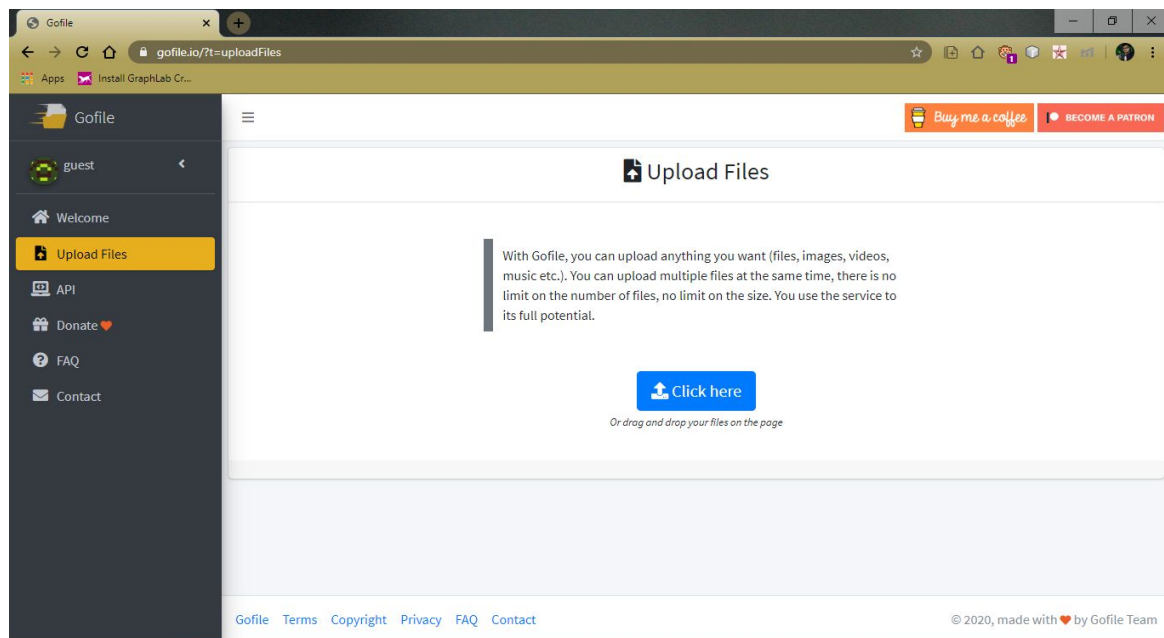 Gofile
gofile.io/?t=uploadFiles
1
Apps
Install GraphLab Cr...
Gofile
Buy me a coffee
BECOME A PATRON
guest
Upload Files
Welcome
Upload Files
API
Donate
FAQ
Contact
With Gofile, you can upload anything you want (files, images, videos,
music etc.). You can upload multiple files at the same time, there is no
limit on the number of files, no limit on the size. You use the service to
its full potential.
Click here
Or drag and drop your files on the page
Gofile Terms Copyright Privacy FAQ Contact
© 2020, made with ❤ by Gofile Team